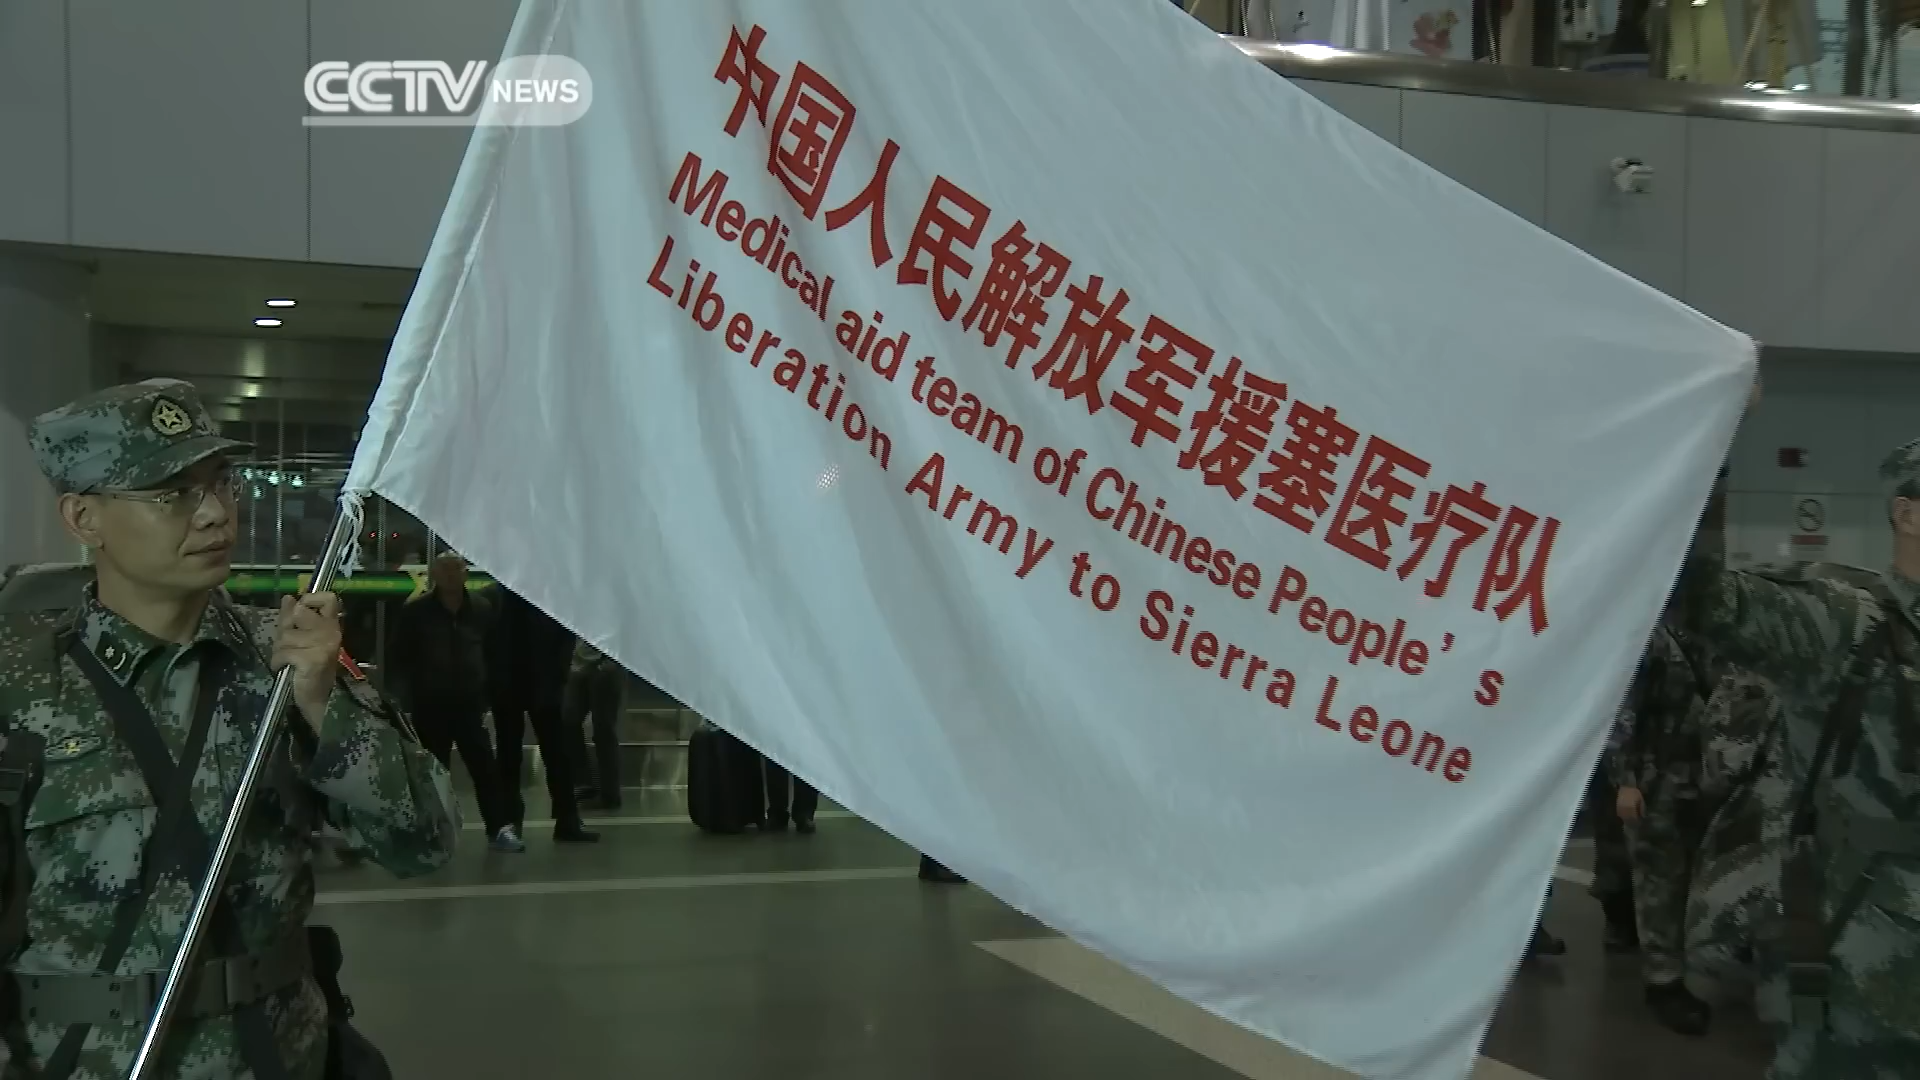 CCTV NEWS
中国人民解放军援塞医疗队
Medical aid team of Chinese People's
Liberation Army to Sierra Leone